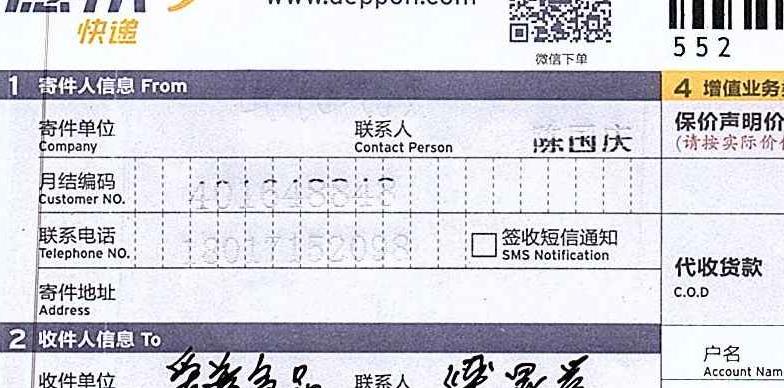 www.deppon.com
快递
微信下单
552
1 寄件人信息 From
4 增值业务
寄件单位
Company
联系人
Contact Person
陈国庆
保价声明价
(请按实际价
月结编码
Customer NO.
401648848
联系电话
Telephone NO.
签收短信通知
SMS Notification
代收货款
C.O.D
寄件地址
Address
2 收件人信息 To
收件单位
联系人
户名
Account Nam